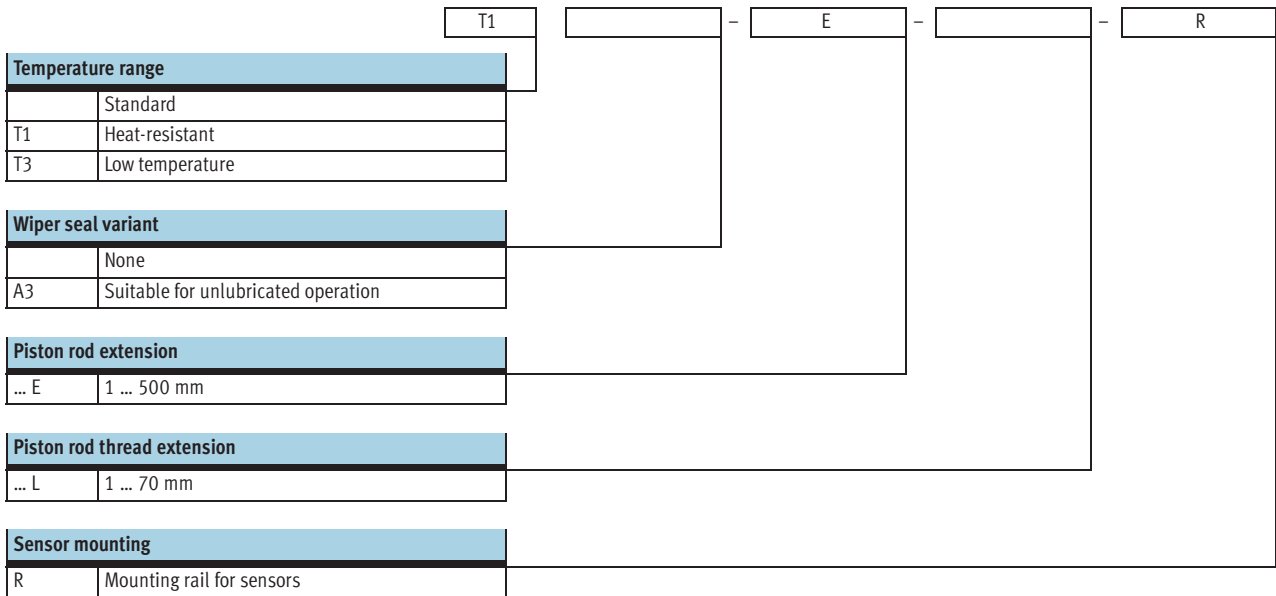 T1 – E – – R
Temperature range
Standard
T1 Heat-resistant
T3 Low temperature
Wiper seal variant
None
A3 Suitable for unlubricated operation
Piston rod extension
... E 1 ... 500 mm
Piston rod thread extension
... L 1 ... 70 mm
Sensor mounting
R Mounting rail for sensors